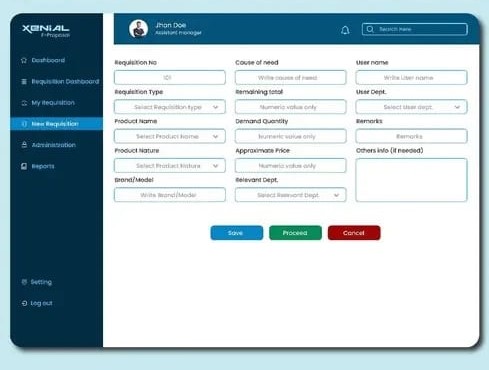 XENIAL
E-Proposal
Jhon Doe
Assistant manager
Search here
Dashboard
Requisition Dashboard
My Requisition
New Requisition
Administration
Reports
Setting
Log out
Requisition No
101
Requisition Type
Select Requisition type
Product Name
Select Product Name
Product Nature
Select Product Nature
Brand/Model
Write Brand/Model
Cause of need
Write cause of need
Remaining total
Numeric value only
Demand Quantity
Numeric value only
Approximate Price
Numeric value only
Relevant Dept.
Select Relevant Dept.
User name
Write User name
User Dept.
Select User dept.
Remarks
Remarks
Others info (if needed)
Save
Proceed
Cancel